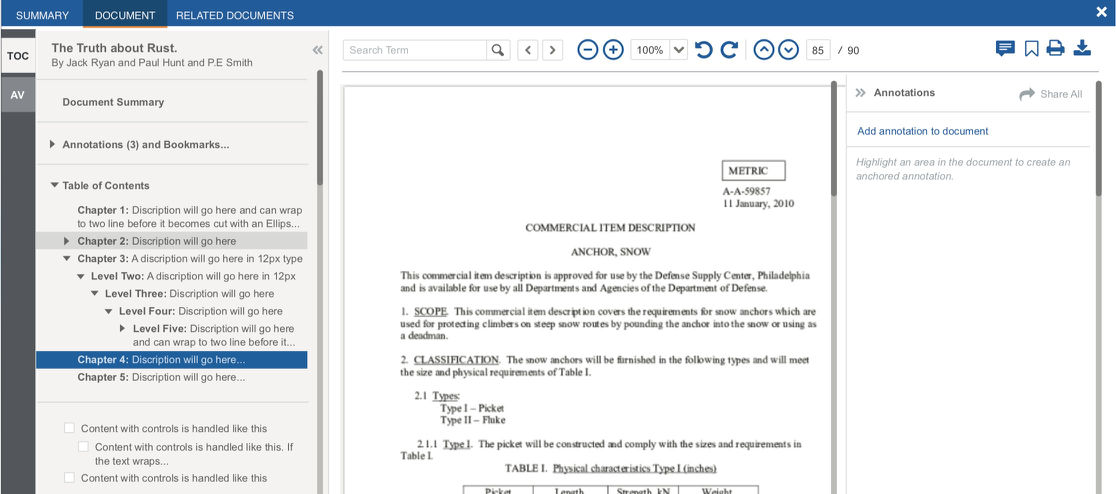 SUMMARY
DOCUMENT
RELATED DOCUMENTS
TOC
AV
The Truth about Rust.
By Jack Ryan and Paul Hunt and P.E Smith
Document Summary
Annotations (3) and Bookmarks...
Table of Contents
Chapter 1: Discription will go here and can wrap
to two line before it becomes cut with an Ellips...
Chapter 2: Discription will go here
Chapter 3: A discription will go here in 12px type
Level Two: A discription will go here in 12px
Level Three: Discription will go here
Level Four: Discription will go here
Level Five: Discription will go here
and can wrap to two line before it...
Chapter 4: Discription will go here...
Chapter 5: Discription will go here...
Content with controls is handled like this
Content with controls is handled like this. If
the text wraps...
Content with controls is handled like this
Search Term
100%
85 / 90
METRIC
A-A-59857
11 January, 2010
COMMERCIAL ITEM DESCRIPTION
ANCHOR, SNOW
This commercial item description is approved for use by the Defense Supply Center, Philadelphia
and is available for use by all Departments and Agencies of the Department of Defense.
1. SCOPE. This commercial item description covers the requirements for snow anchors which are
used for protecting climbers on steep snow routes by pounding the anchor into the snow or using as
a deadman.
2. CLASSIFICATION. The snow anchors will be furnished in the following types and will meet
the size and physical requirements of Table I.
2.1 Types:
Type I – Picket
Type II – Fluke
2.1.1 Type I. The picket will be constructed and comply with the sizes and requirements in
Table I.
TABLE I. Physical characteristics Type I (inches)
Picket Length Strength, kN Weight
Annotations
Share All
Add annotation to document
Highlight an area in the document to create an
anchored annotation.